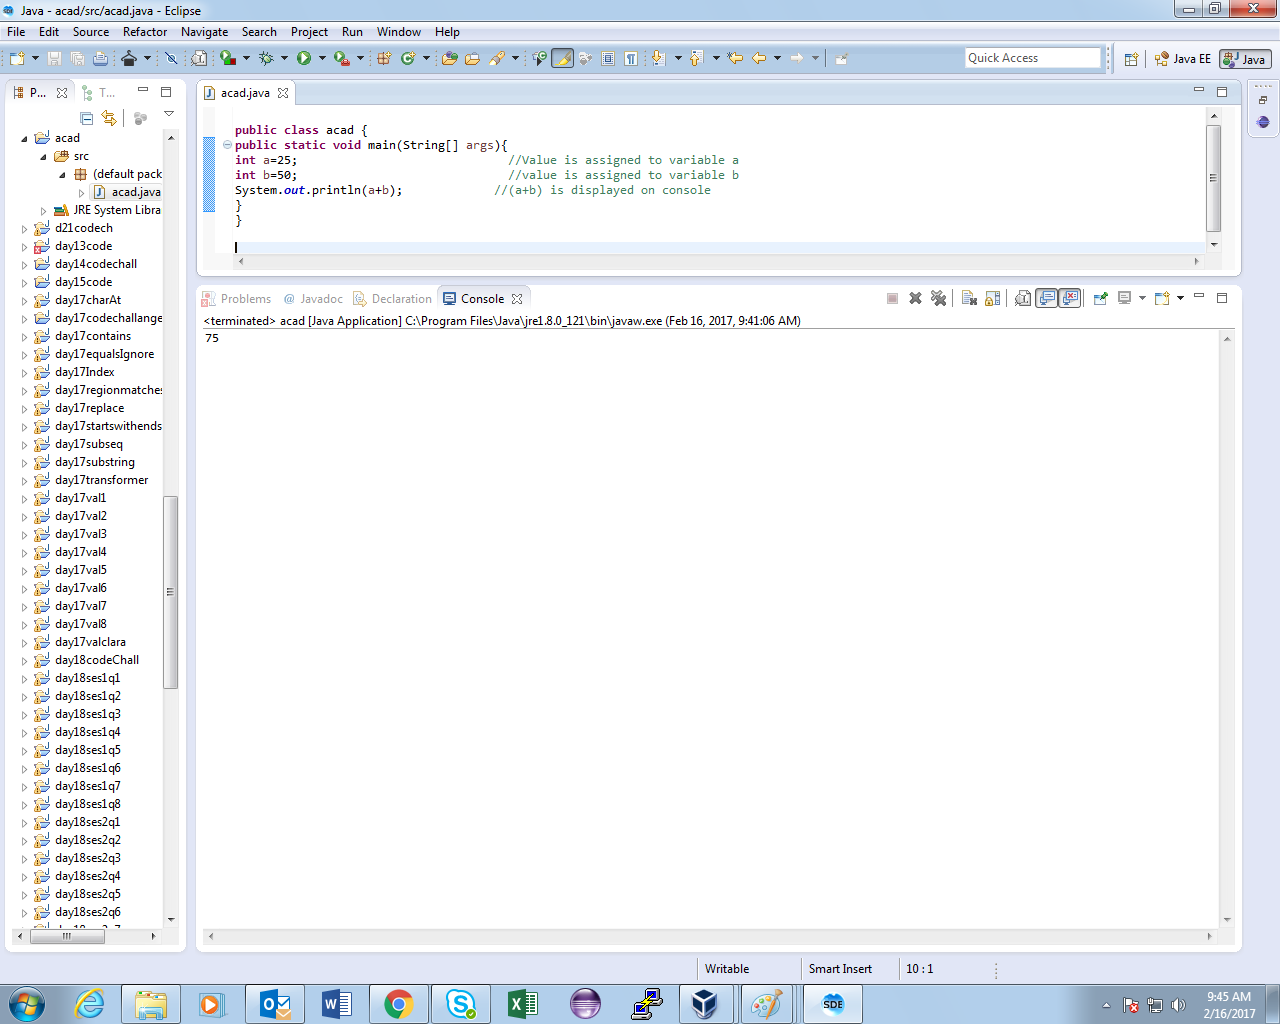 Java - acad/src/acad.java - Eclipse
File Edit Source Refactor Navigate Search Project Run Window Help
Quick Access
Java EE
Java
P...
T...
acad
src
(default pack
acad.java
JRE System Libra
d21codech
day13code
day14codechall
day15code
day17charAt
day17codechallange
day17contains
day17equalsIgnore
day17Index
day17regionmatches
day17replace
day17startswithends
day17subseq
day17substring
day17transformer
day17val1
day17val2
day17val3
day17val4
day17val5
day17val6
day17val7
day17val8
day17valclara
day18codeChall
day18ses1q1
day18ses1q2
day18ses1q3
day18ses1q4
day18ses1q5
day18ses1q6
day18ses1q7
day18ses1q8
day18ses2q1
day18ses2q2
day18ses2q3
day18ses2q4
day18ses2q5
day18ses2q6
acad.java
public class acad {
public static void main(String[] args){
int a=25; //Value is assigned to variable a
int b=50; //value is assigned to variable b
System.out.println(a+b); //(a+b) is displayed on console
}
}
Problems @ Javadoc Declaration Console
<terminated> acad [Java Application] C:\Program Files\Java\jre1.8.0_121\bin\javaw.exe (Feb 16, 2017, 9:41:06 AM)
75
Writable Smart Insert 10 : 1
SDE
9:45 AM
2/16/2017